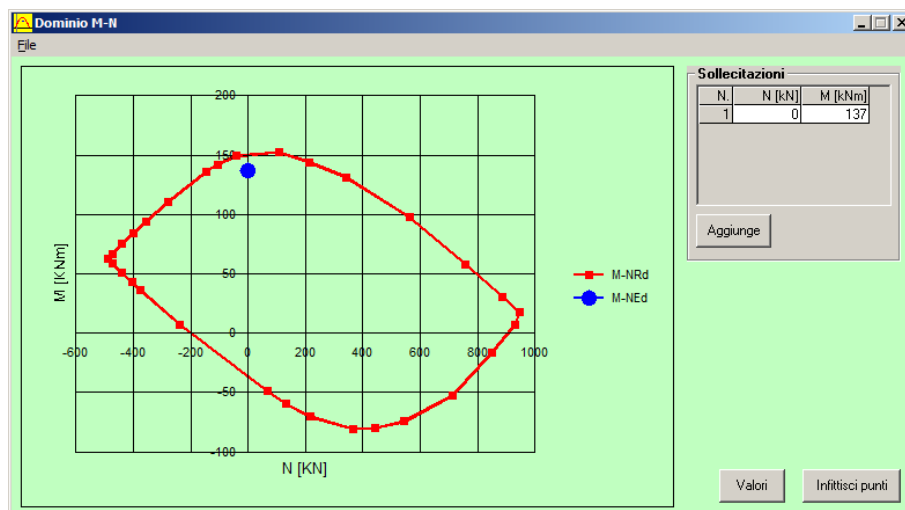 Dominio M-N
File
200
150
100
50
0
-50
-100
-600 -400 -200 0 200 400 600 800 1000
M [KNm]
N [KN]
M-NRd
M-NEd
Sollecitazioni
N. N [kN] M [kNm]
1 0 137
Aggiunge
Valori Infittisci punti